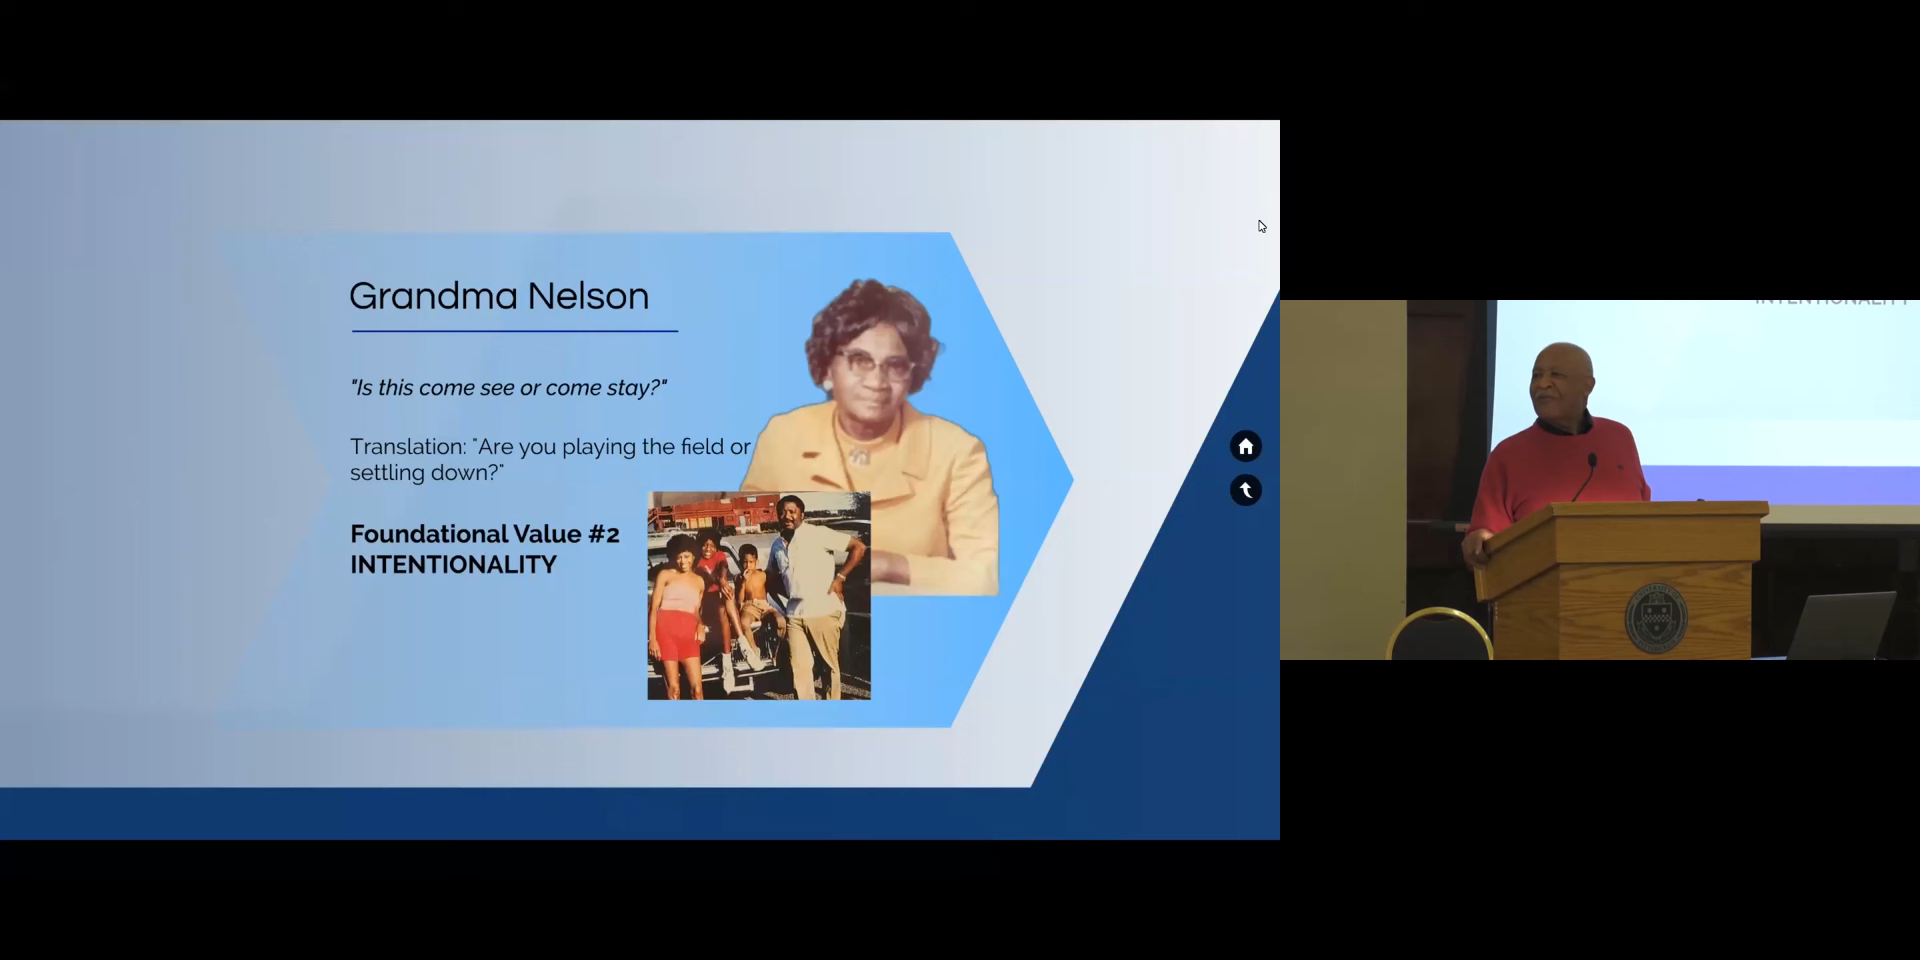 Grandma Nelson
"Is this come see or come stay?"
Translation: "Are you playing the field or
settling down?"
Foundational Value #2
INTENTIONALITY
INTENTIONALITY